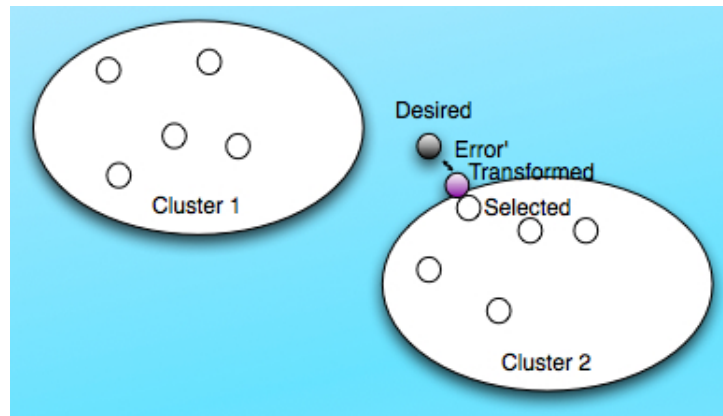 Desired
Error'
Transformed
Cluster 1
Selected
Cluster 2